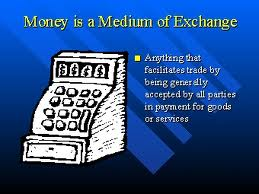 Money is a Medium of Exchange
Anything that
facilitates trade by
being generally
accepted by all parties
in payment for goods
or services